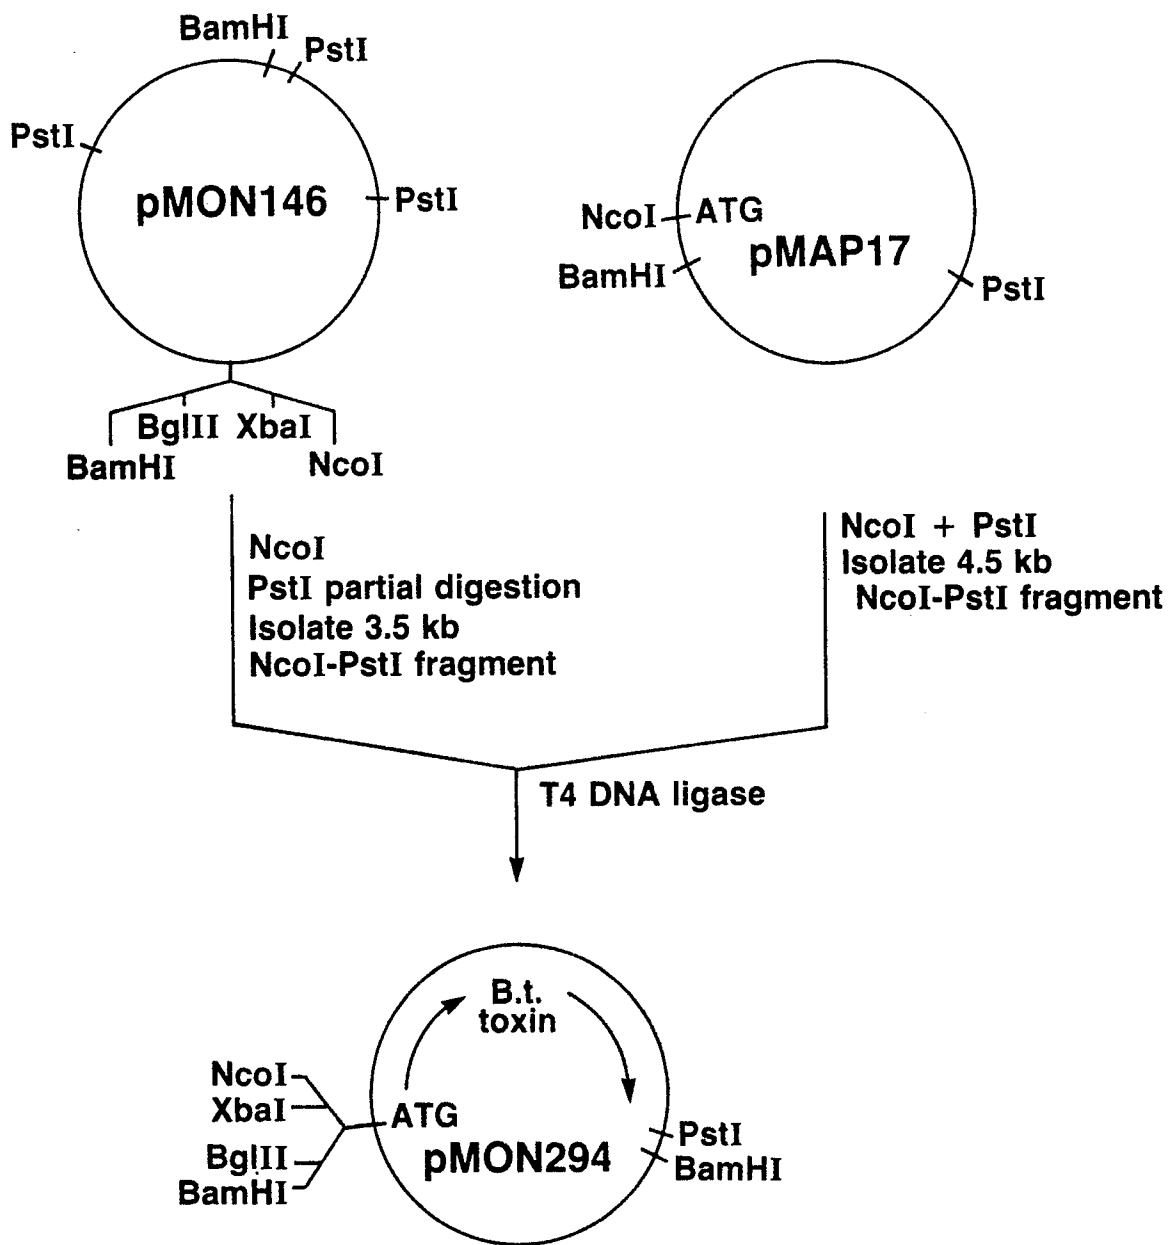 BamHI
PstI
PstI
pMON146
PstI
BglII XbaI
BamHI
NcoI
NcoI
ATG
pMAP17
BamHI
PstI
NcoI
PstI partial digestion
Isolate 3.5 kb
NcoI-PstI fragment
NcoI + PstI
Isolate 4.5 kb
NcoI-PstI fragment
T4 DNA ligase
B.t.
toxin
NcoI
XbaI
BglII
BamHI
ATG
pMON294
PstI
BamHI